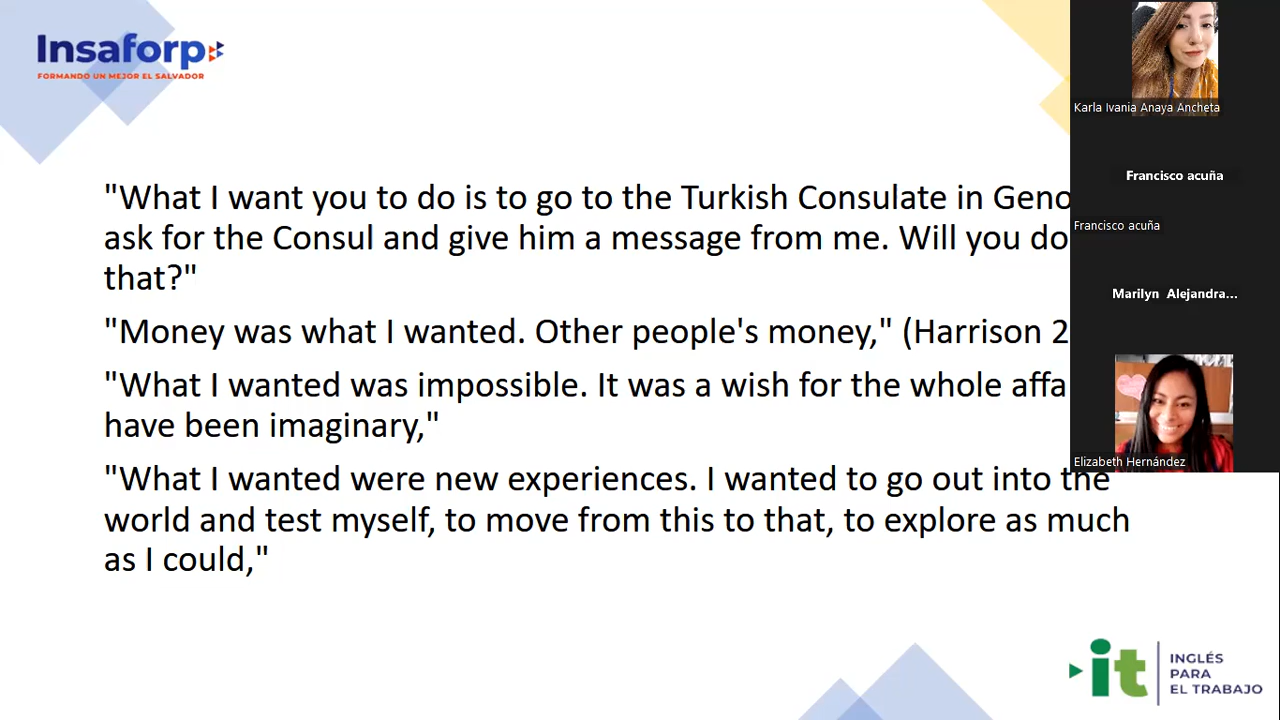 Insaforp
FORMANDO UN MEJOR EL SALVADOR
"What I want you to do is to go to the Turkish Consulate in Geno
ask for the Consul and give him a message from me. Will you do
that?"
"Money was what I wanted. Other people's money," (Harrison 2
"What I wanted was impossible. It was a wish for the whole affa
have been imaginary,"
"What I wanted were new experiences. I wanted to go out into the
world and test myself, to move from this to that, to explore as much
as I could,"
Karla Ivania Anaya Ancheta
Francisco acuña
Francisco acuña
Marilyn Alejandra...
Elizabeth Hernández
it
INGLÉS
PARA
EL TRABAJO